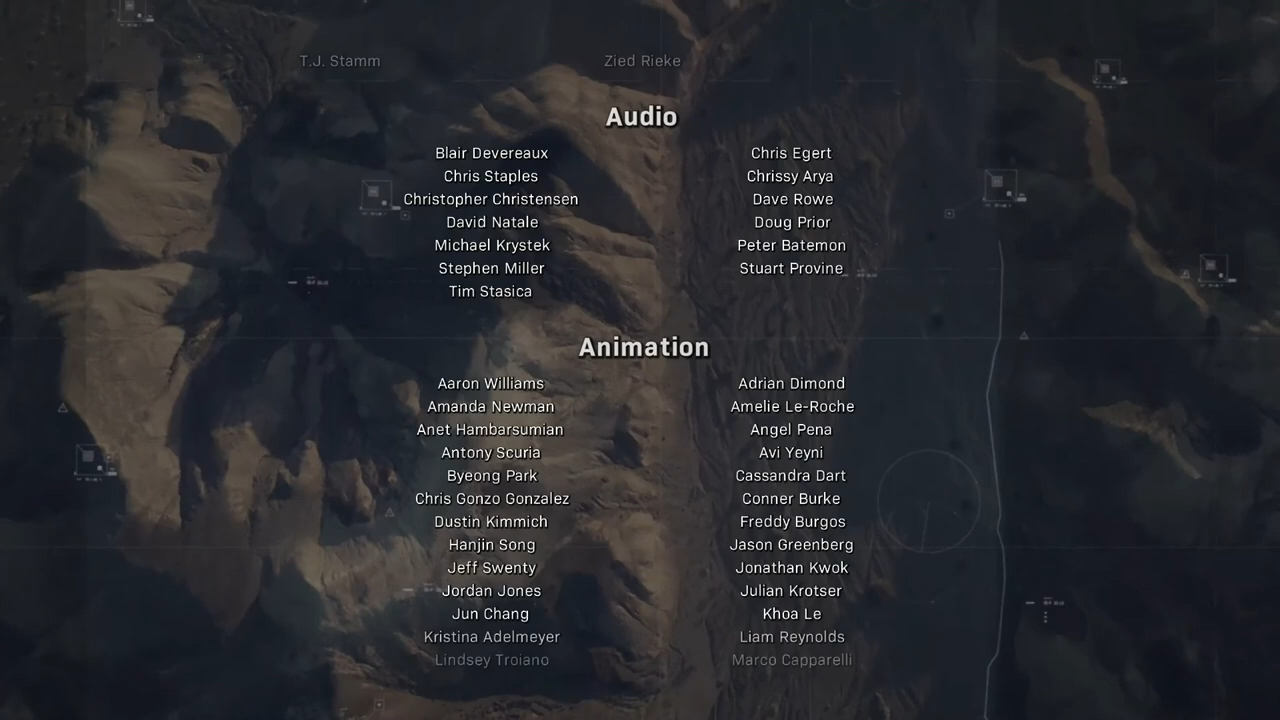 T.J. Stamm Zied Rieke
Audio
Blair Devereaux Chris Egert
Chris Staples Chrissy Arya
Christopher Christensen Dave Rowe
David Natale Doug Prior
Michael Krystek Peter Batemon
Stephen Miller Stuart Provine
Tim Stasica
Animation
Aaron Williams Adrian Dimond
Amanda Newman Amelie Le-Roche
Anet Hambarsumian Angel Pena
Antony Scuria Avi Yeyni
Byeong Park Cassandra Dart
Chris Gonzo Gonzalez Conner Burke
Dustin Kimmich Freddy Burgos
Hanjin Song Jason Greenberg
Jeff Swenty Jonathan Kwok
Jordan Jones Julian Krotser
Jun Chang Khoa Le
Kristina Adelmeyer Liam Reynolds
Lindsey Troiano Marco Capparelli